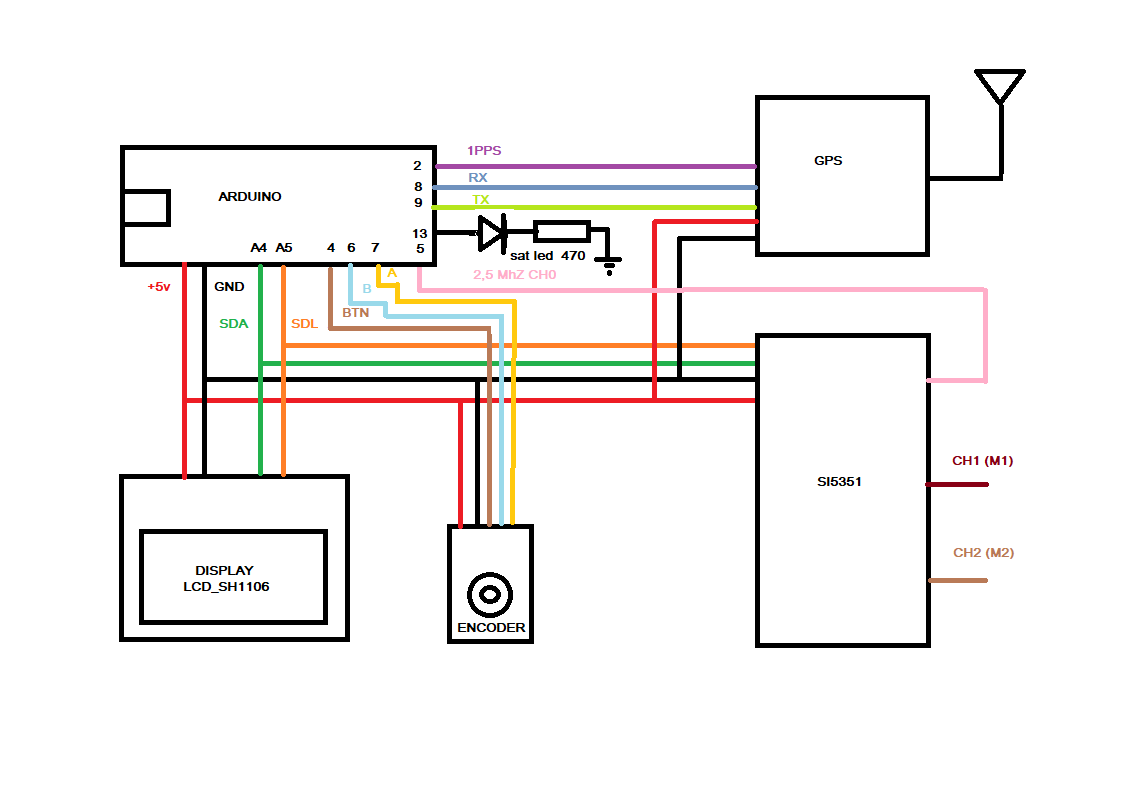 1PPS
2
GPS
RX
8
ARDUINO
TX
9
13
A4 A5 4 6 7 5
sat led 470
A
2,5 MhZ CH0
+5v
GND
B
BTN
SDA
SDL
CH1 (M1)
SI5351
CH2 (M2)
DISPLAY
LCD_SH1106
ENCODER